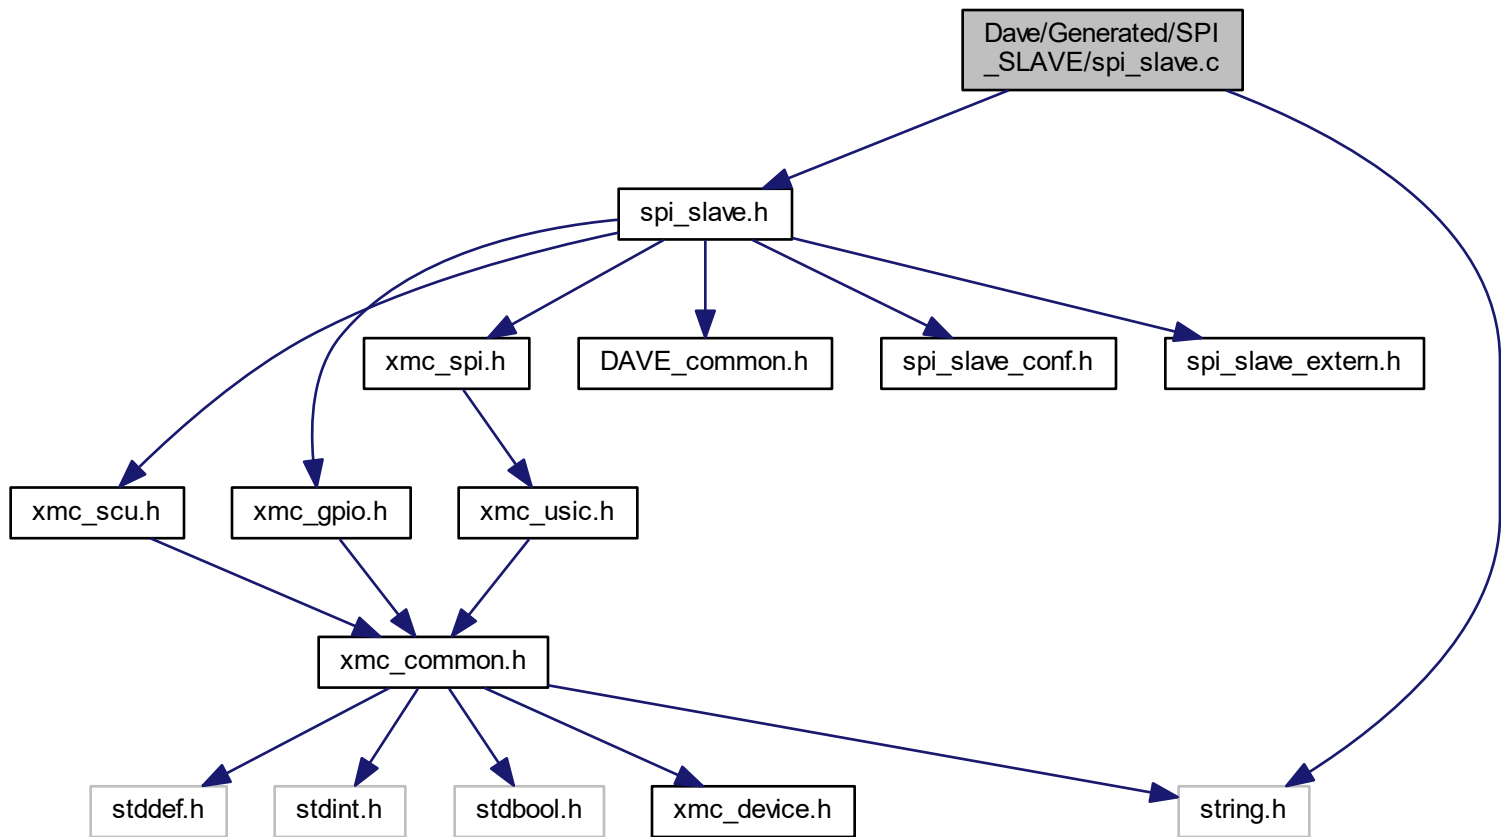 Dave/Generated/SPI
_SLAVE/spi_slave.c
spi_slave.h
xmc_spi.h
DAVE_common.h
spi_slave_conf.h
spi_slave_extern.h
xmc_scu.h
xmc_gpio.h
xmc_usic.h
xmc_common.h
stddef.h
stdint.h
stdbool.h
xmc_device.h
string.h